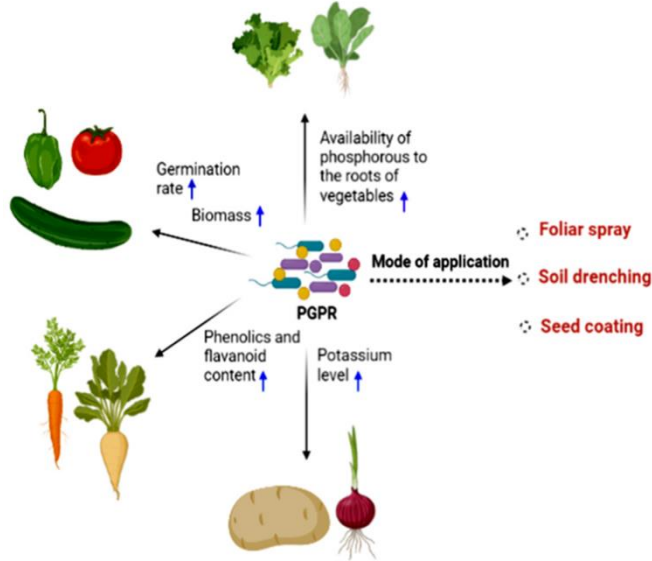 Availability of
phosphorous to
the roots of
vegetables
Germination
rate
Biomass
Mode of application
Foliar spray
Soil drenching
Seed coating
PGPR
Phenolics and
flavanoid
content
Potassium
level